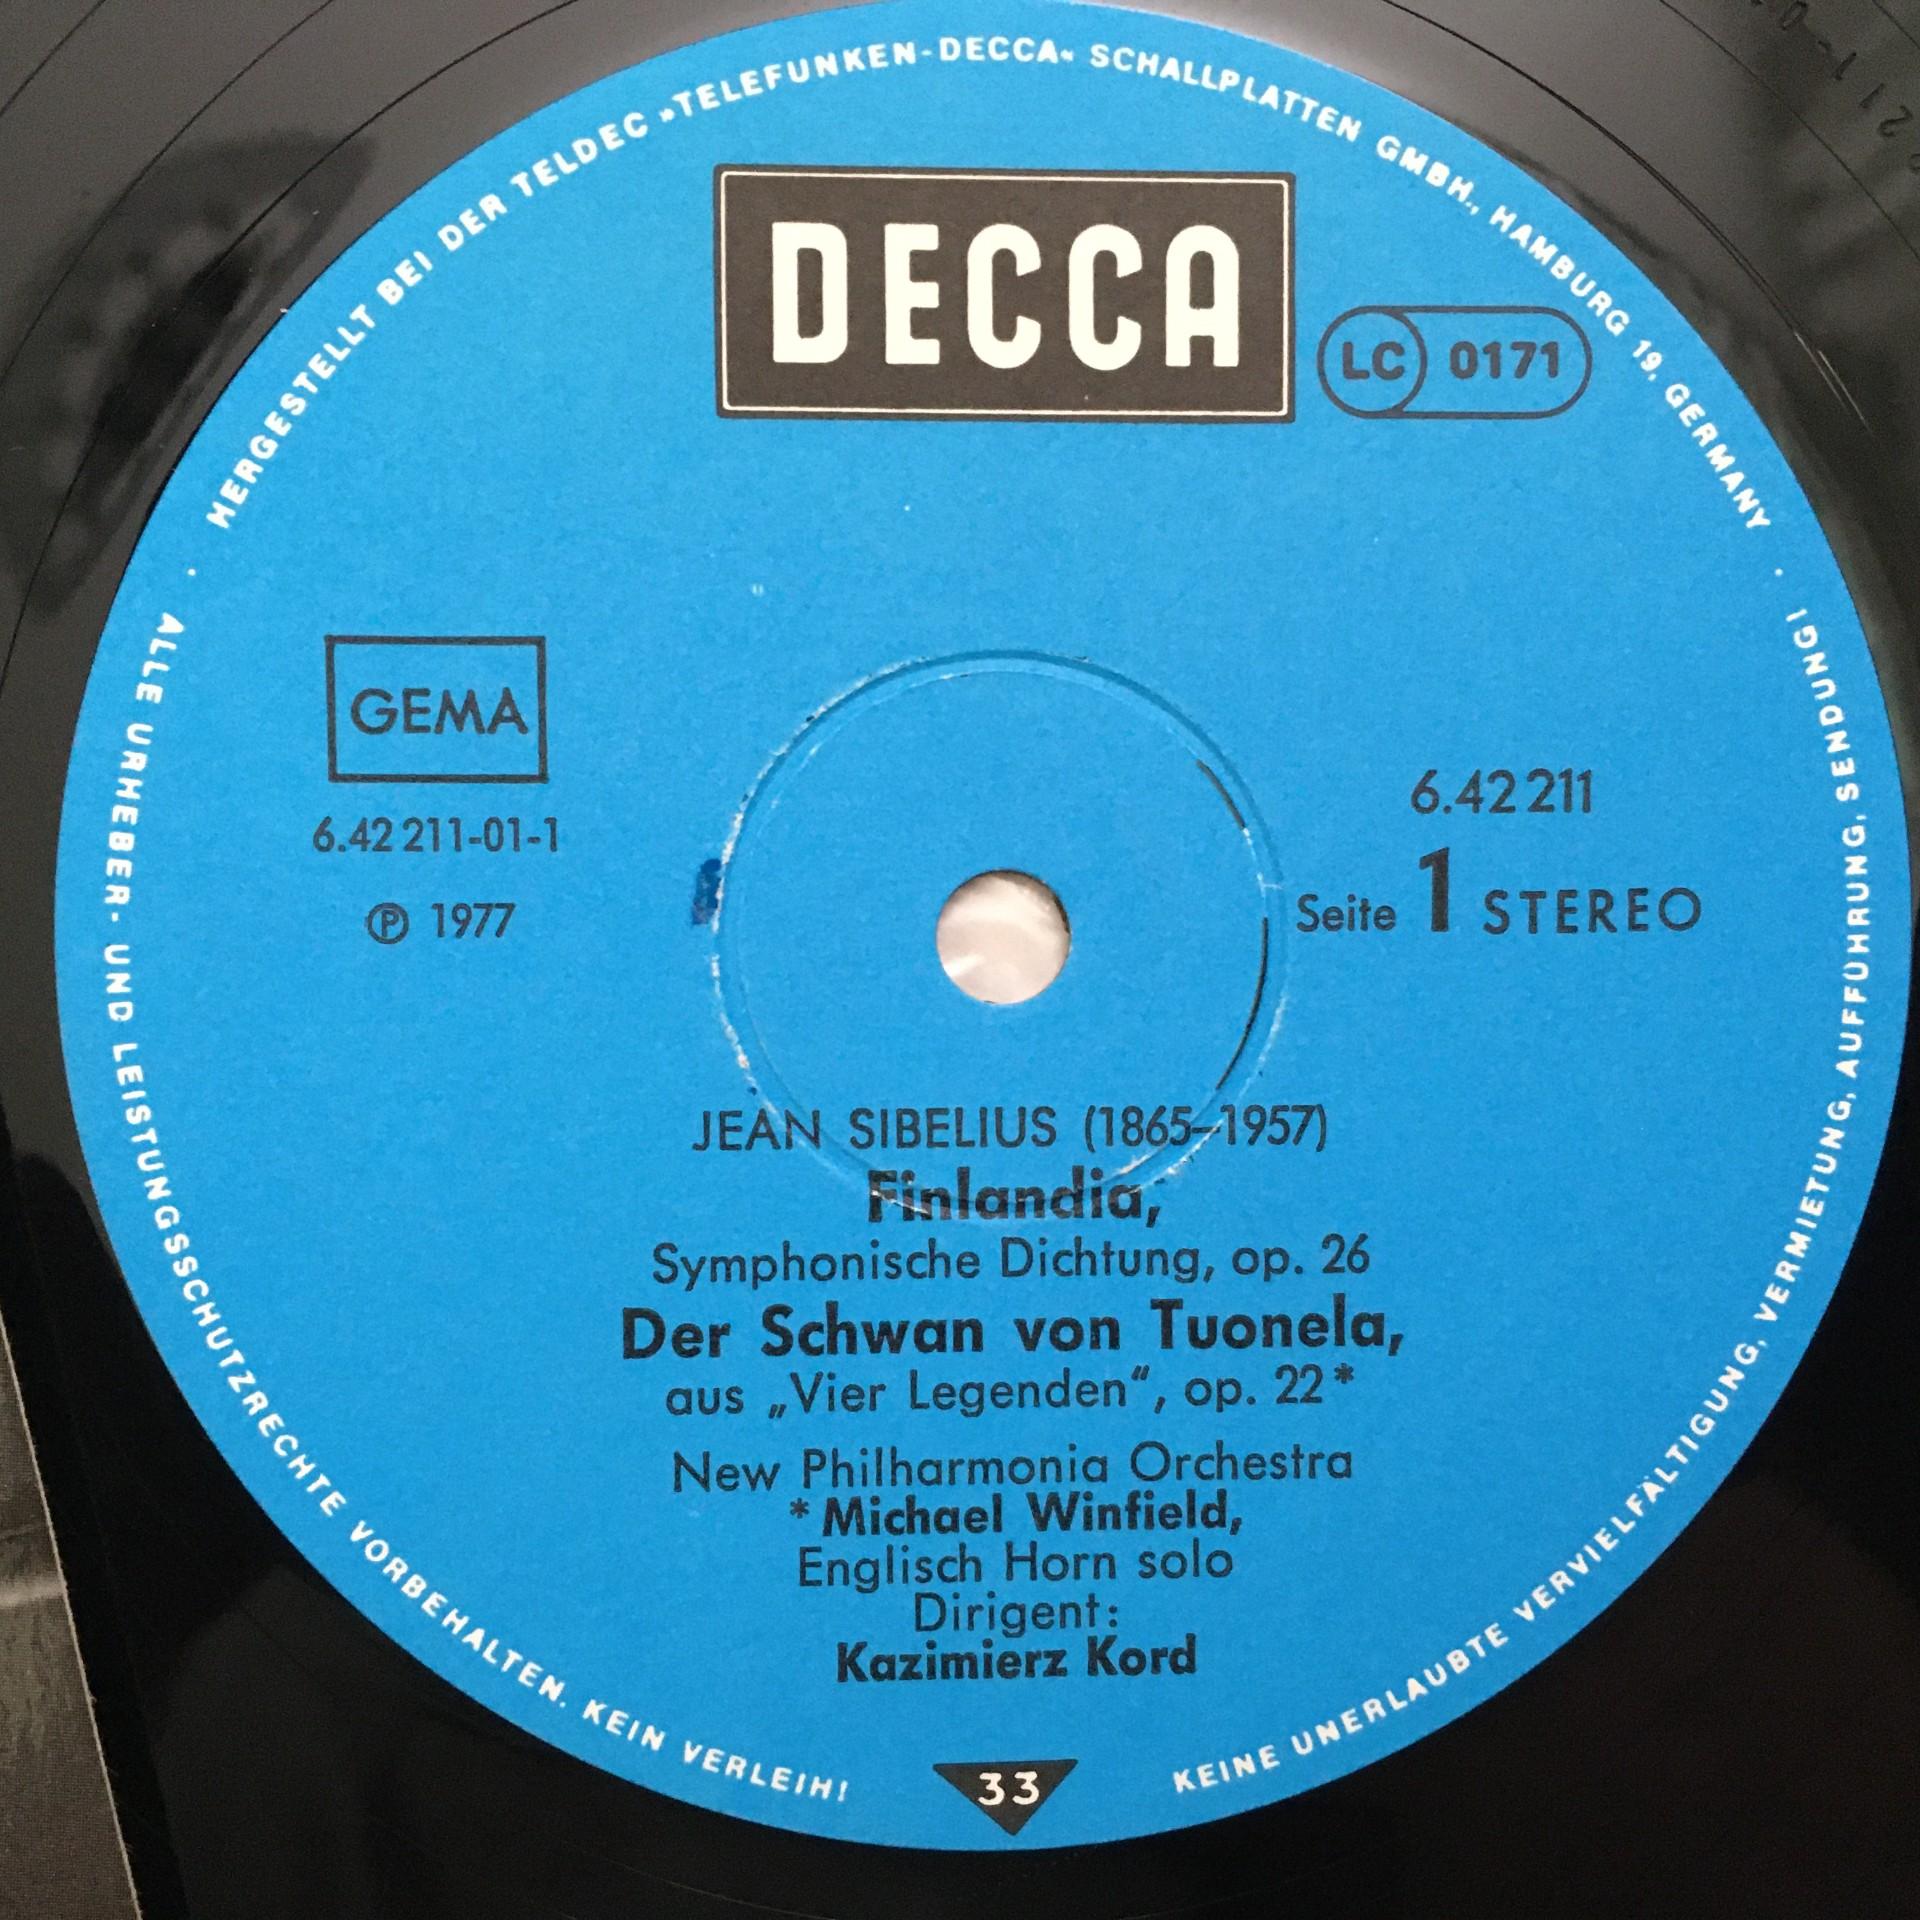 HERGESTELLT BEI DER TELDEC »TELEFUNKEN-DECCA« SCHALLPLATTEN GMBH., HAMBURG 19, GERMANY
DECCA
LC 0171
GEMA
6.42 211-01-1
Ⓟ 1977
6.42 211
Seite 1 STEREO
JEAN SIBELIUS (1865–1957)
Finlandia,
Symphonische Dichtung, op. 26
Der Schwan von Tuonela,
aus „Vier Legenden“, op. 22*
New Philharmonia Orchestra
*Michael Winfield,
Englisch Horn solo
Dirigent:
Kazimierz Kord
33
ALLE URHEBER- UND LEISTUNGSSCHUTZRECHTE VORBEHALTEN. KEIN VERLEIH!
KEINE UNERLAUBTE VERVIELFÄLTIGUNG, VERMIETUNG, AUFFÜHRUNG, SENDUNG!